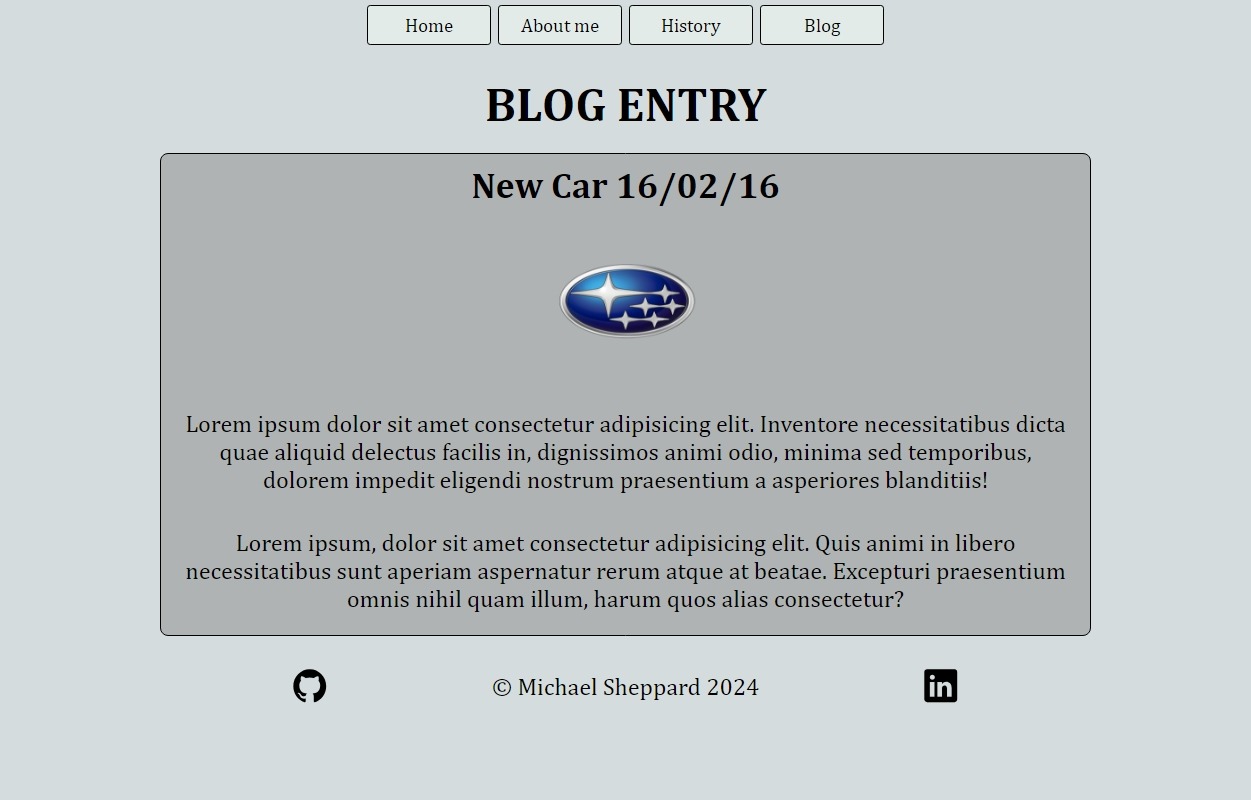 Home
About me
History
Blog
BLOG ENTRY
New Car 16/02/16
Lorem ipsum dolor sit amet consectetur adipisicing elit. Inventore necessitatibus dicta
quae aliquid delectus facilis in, dignissimos animi odio, minima sed temporibus,
dolorem impedit eligendi nostrum praesentium a asperiores blanditiis!
Lorem ipsum, dolor sit amet consectetur adipisicing elit. Quis animi in libero
necessitatibus sunt aperiam aspernatur rerum atque at beatae. Excepturi praesentium
omnis nihil quam illum, harum quos alias consectetur?
© Michael Sheppard 2024
in